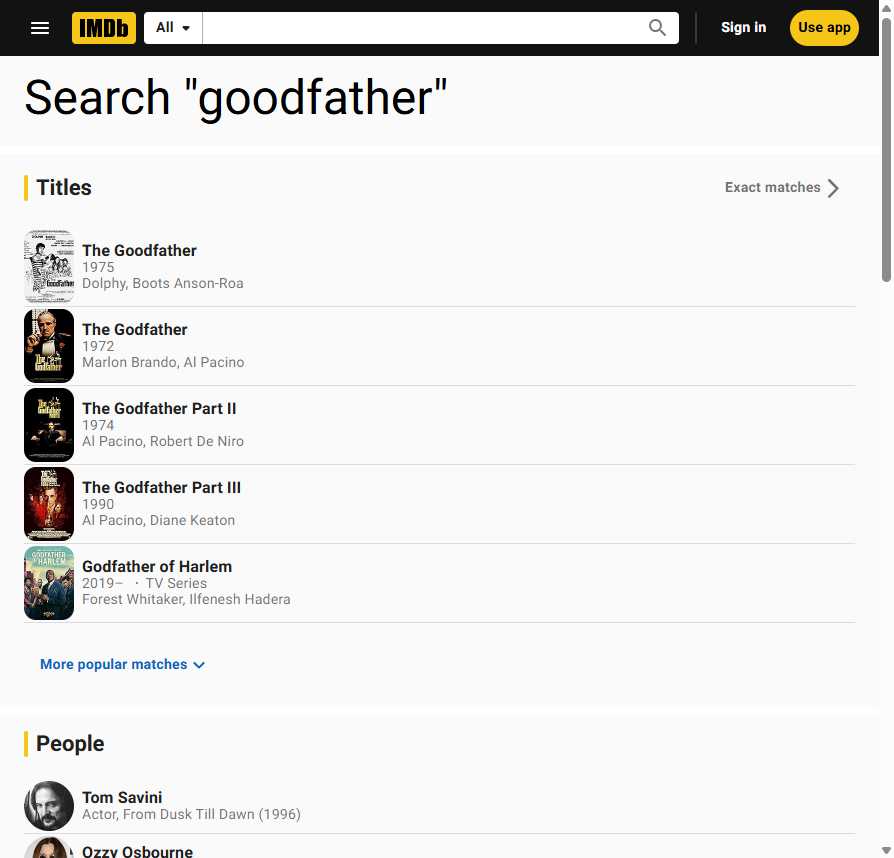 IMDb
All
Sign in
Use app
Search "goodfather"
Titles
Exact matches
The Goodfather
1975
Dolphy, Boots Anson-Roa
The Godfather
1972
Marlon Brando, Al Pacino
The Godfather Part II
1974
Al Pacino, Robert De Niro
The Godfather Part III
1990
Al Pacino, Diane Keaton
GODFATHER
OF HARLEM
Godfather of Harlem
2019– · TV Series
Forest Whitaker, Ilfenesh Hadera
More popular matches
People
Tom Savini
Actor, From Dusk Till Dawn (1996)
Ozzy Osbourne